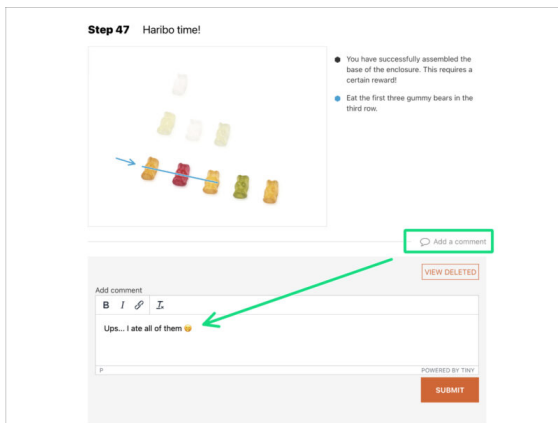 Step 47 Haribo time!
You have successfully assembled the
base of the enclosure. This requires a
certain reward!
Eat the first three gummy bears in the
third row.
Add a comment
VIEW DELETED
Add comment
B I
Ups... I ate all of them 😋
P POWERED BY TINY
SUBMIT